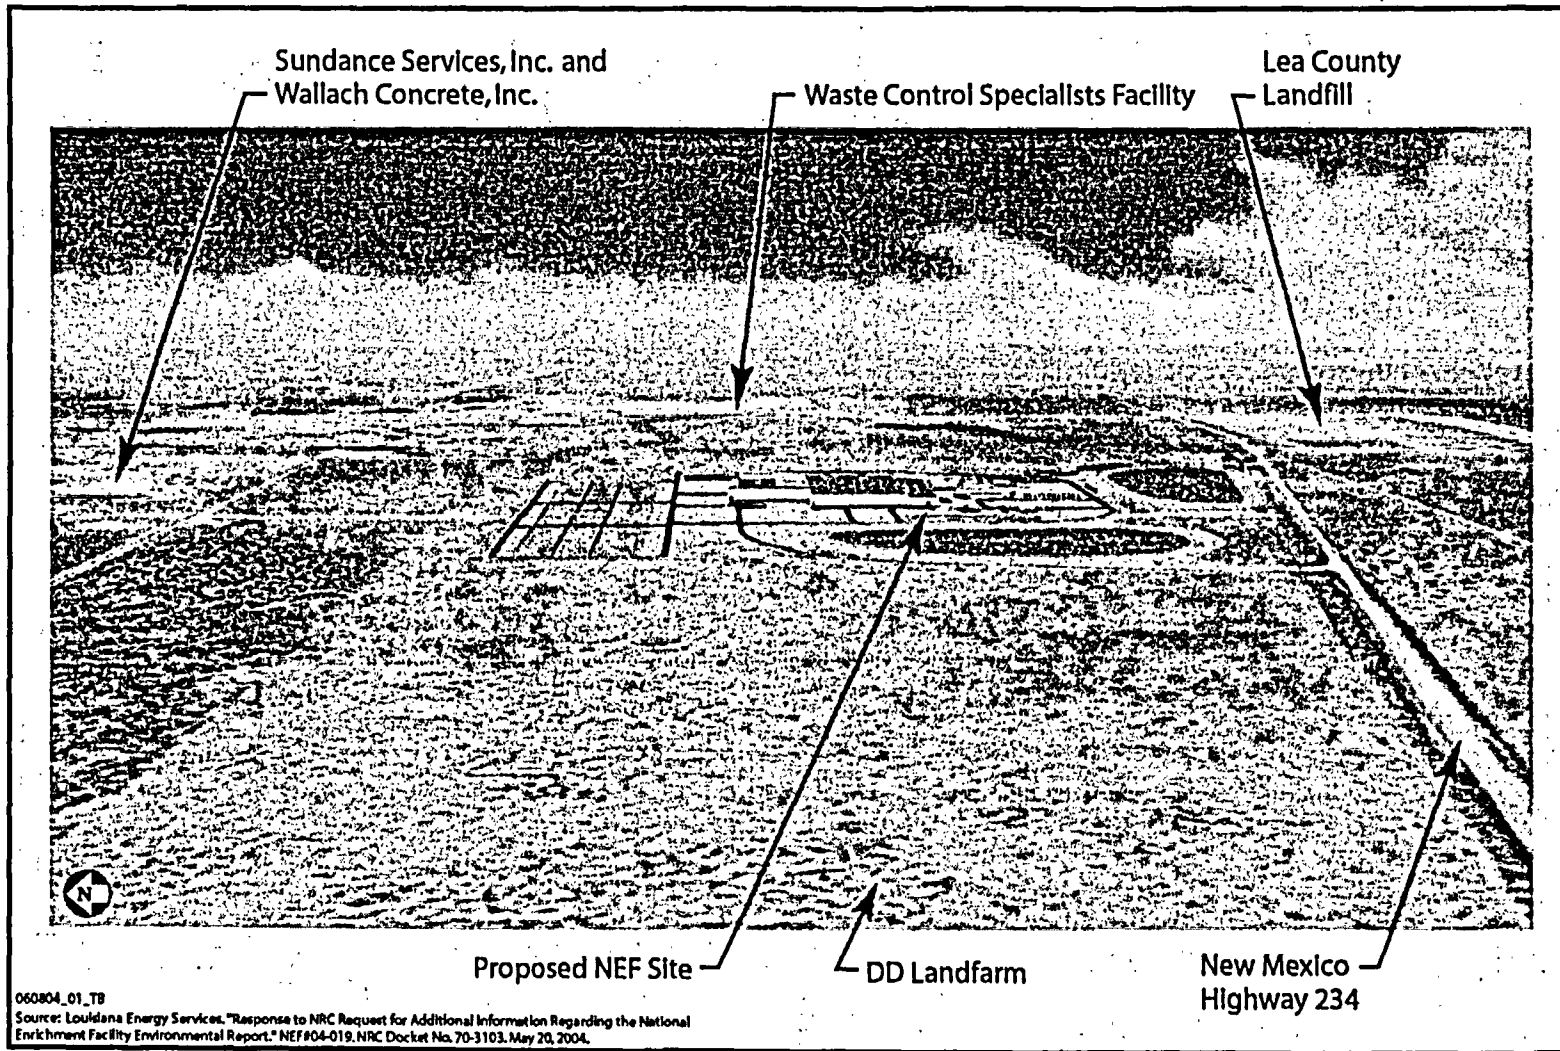 Sundance Services, Inc. and
Wallach Concrete, Inc.
Waste Control Specialists Facility
Lea County
Landfill
N
Proposed NEF Site
DD Landfarm
New Mexico
Highway 234
060804_01_TB
Source: Louisiana Energy Services, "Response to NRC Request for Additional Information Regarding the National
Enrichment Facility Environmental Report." NEF#04-019. NRC Docket No. 70-3103. May 20, 2004.